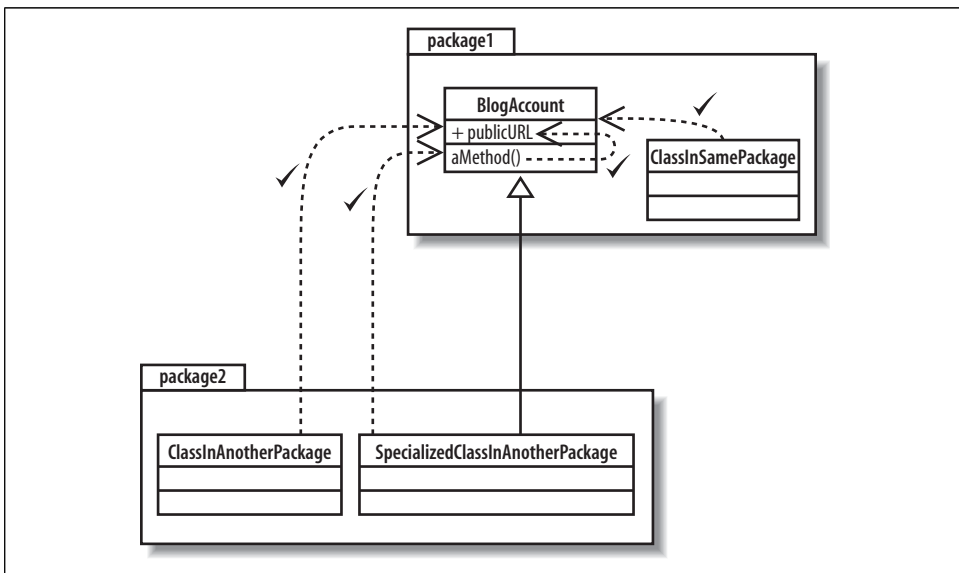 package1
BlogAccount
+ publicURL
aMethod()
ClassInSamePackage
package2
ClassInAnotherPackage
SpecializedClassInAnotherPackage